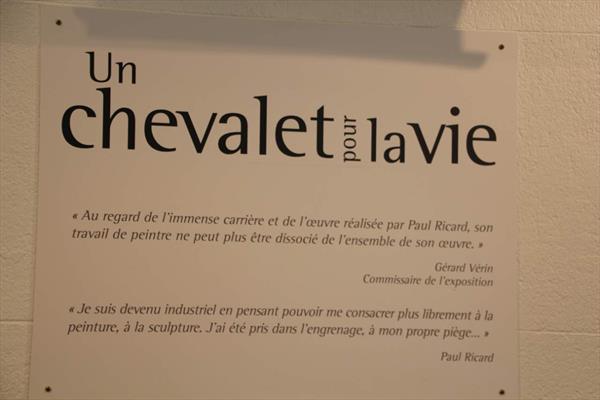 Un
chevalet pour la vie
« Au regard de l'immense carrière et de l'œuvre réalisée par Paul Ricard, son
travail de peintre ne peut plus être dissocié de l'ensemble de son œuvre. »
Gérard Vérin
Commissaire de l'exposition
« Je suis devenu industriel en pensant pouvoir me consacrer plus librement à la
peinture, à la sculpture. J'ai été pris dans l'engrenage, à mon propre piège... »
Paul Ricard